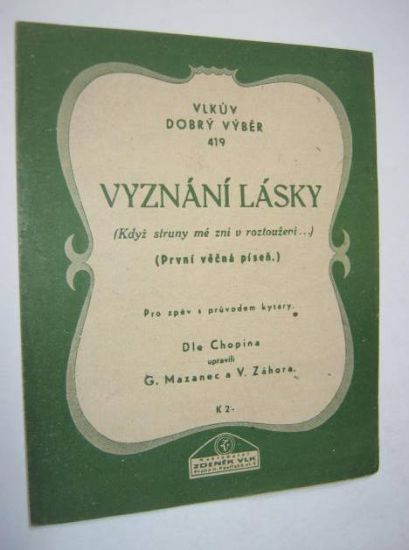 VLKŮV
DOBRÝ VÝBĚR
419
VYZNÁNÍ LÁSKY
(Když struny mé zní v roztoužení...)
(První věčná píseň.)
Pro zpěv s průvodem kytary.
Dle Chopina
upravili
G. Mazanec a V. Záhora.
K 2-
ZDENĚK VLK